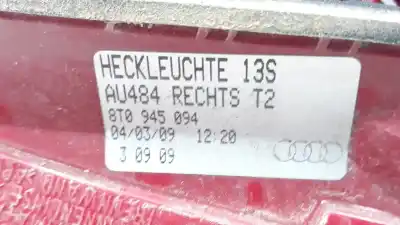 HECKLEUCHTE 13S
AU484 RECHTS T2
8T0 945 094
04/03/09 12:20
3 09 09